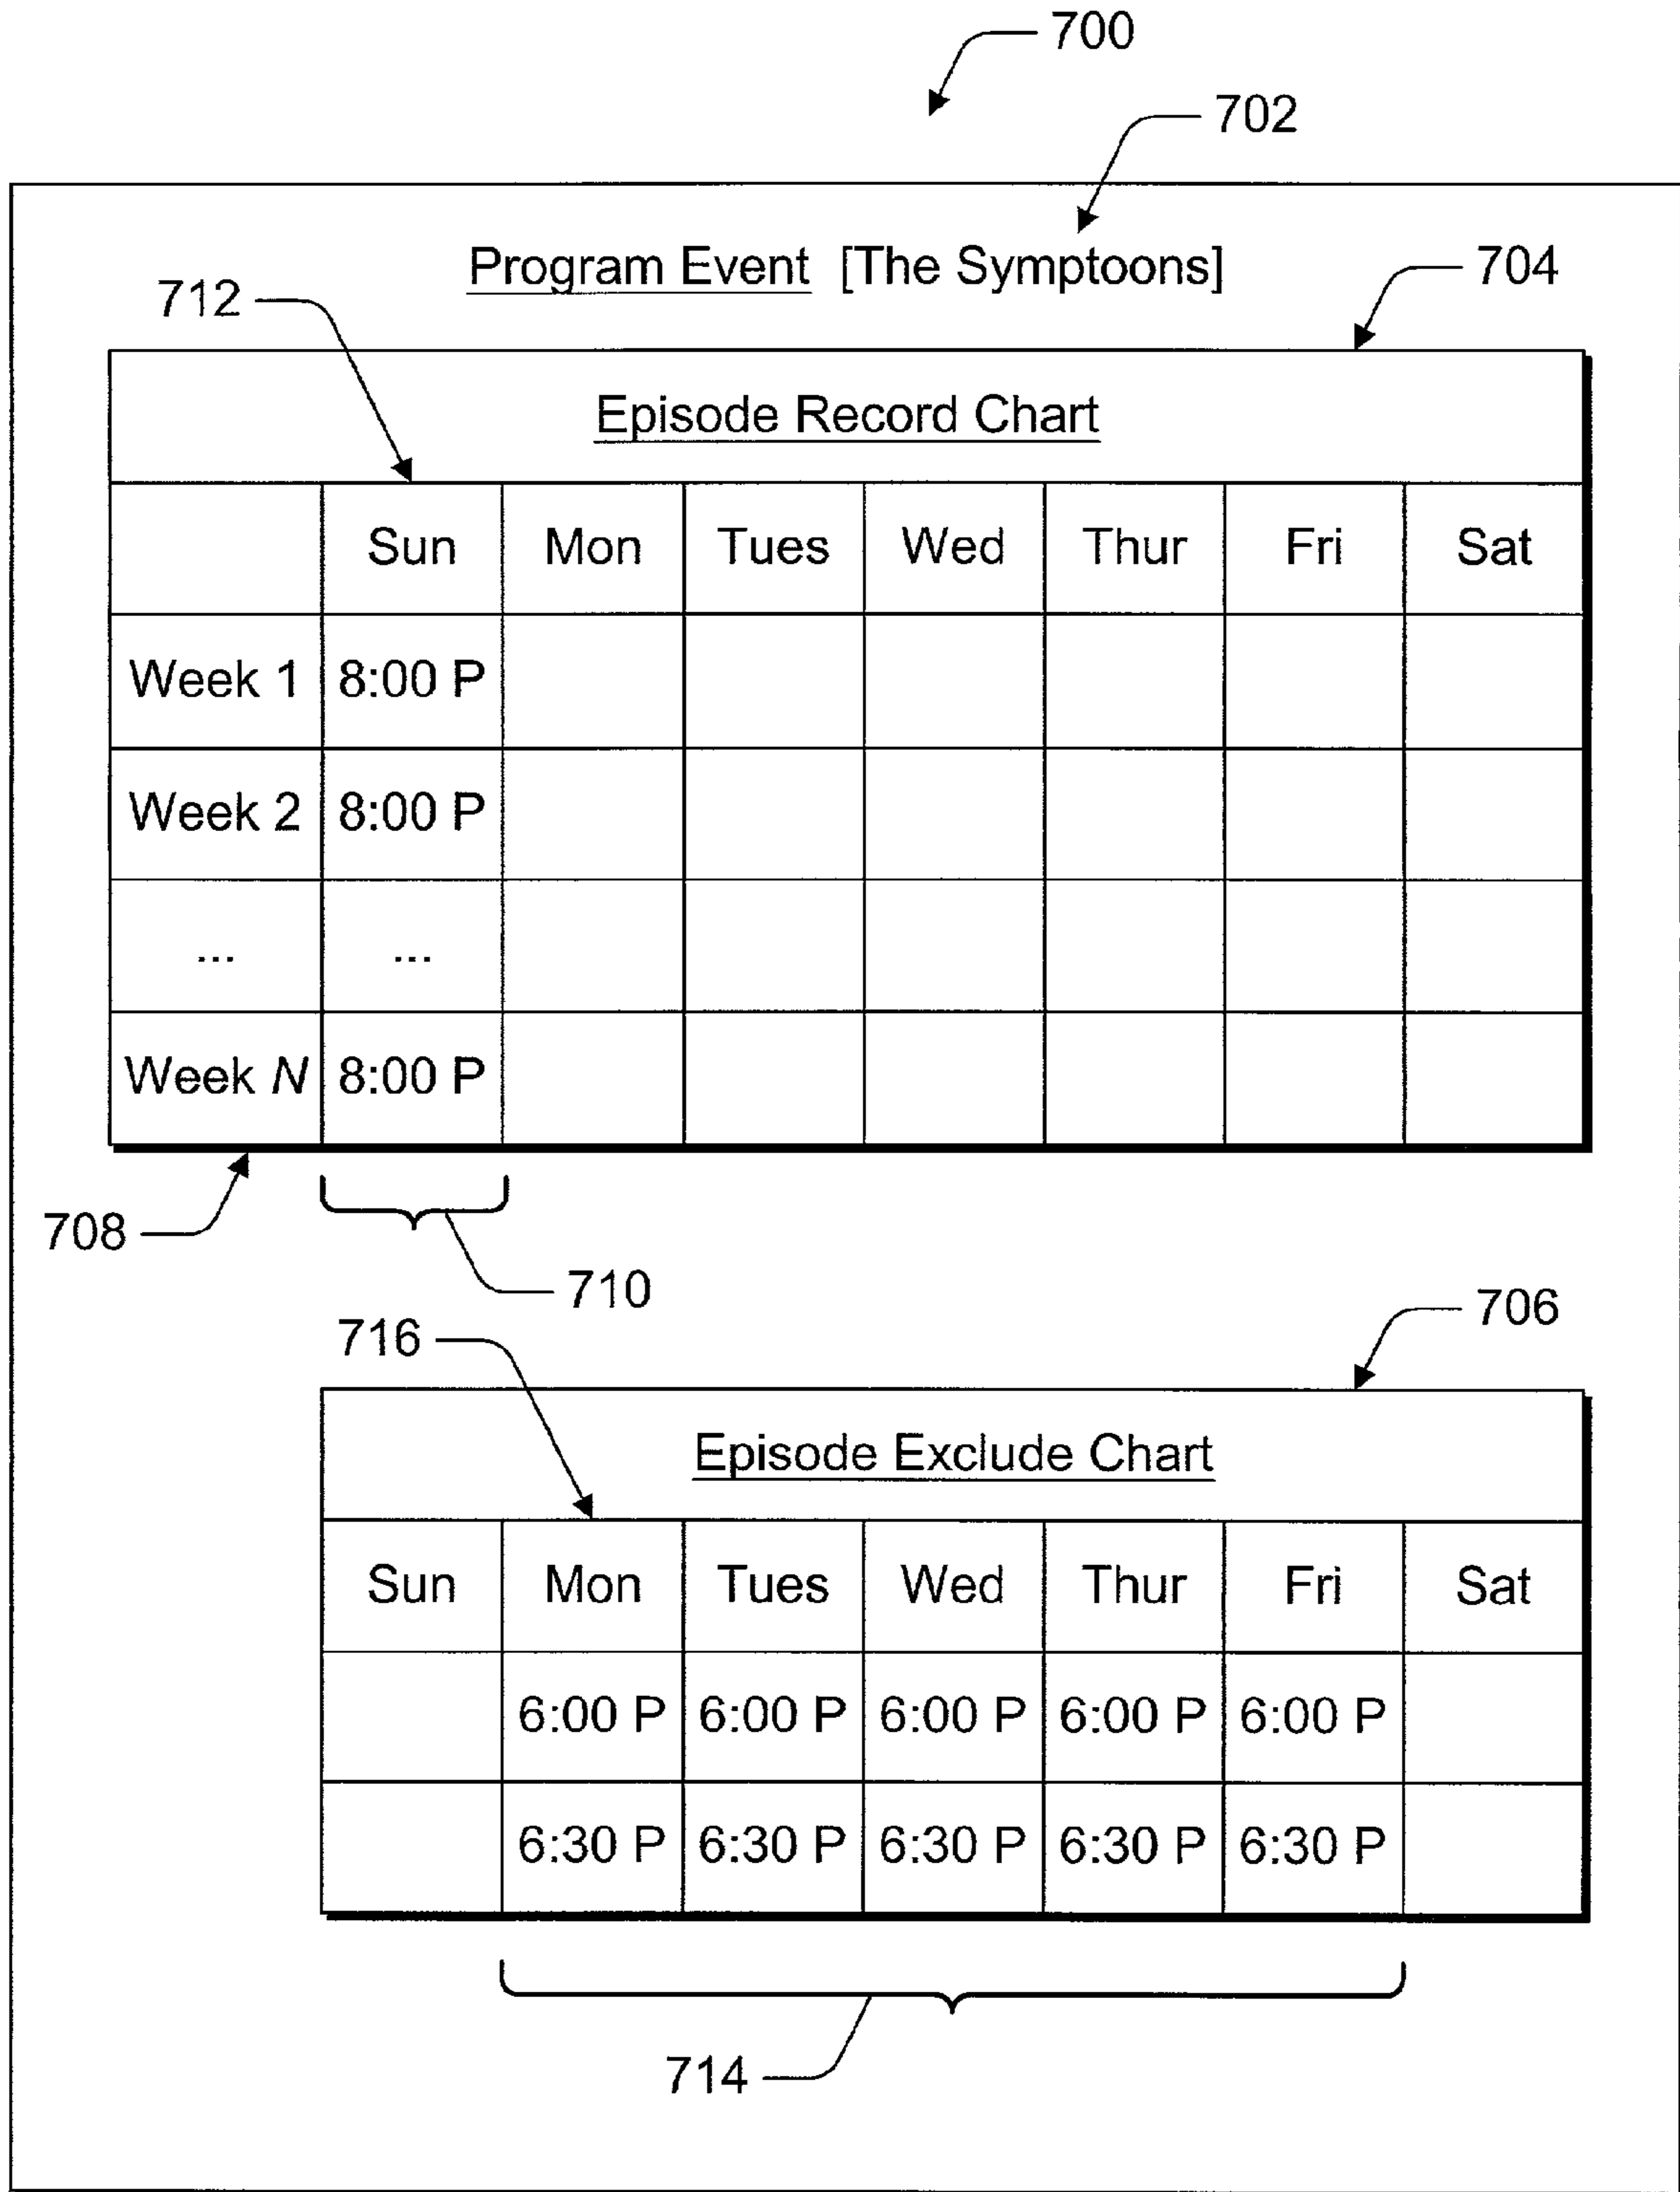 700
702
Program Event [The Symptoons]
712
704
Episode Record Chart
Sun Mon Tues Wed Thur Fri Sat
Week 1 8:00 P
Week 2 8:00 P
... ...
Week N 8:00 P
708
710
716
706
Episode Exclude Chart
Sun Mon Tues Wed Thur Fri Sat
6:00 P 6:00 P 6:00 P 6:00 P 6:00 P
6:30 P 6:30 P 6:30 P 6:30 P 6:30 P
714